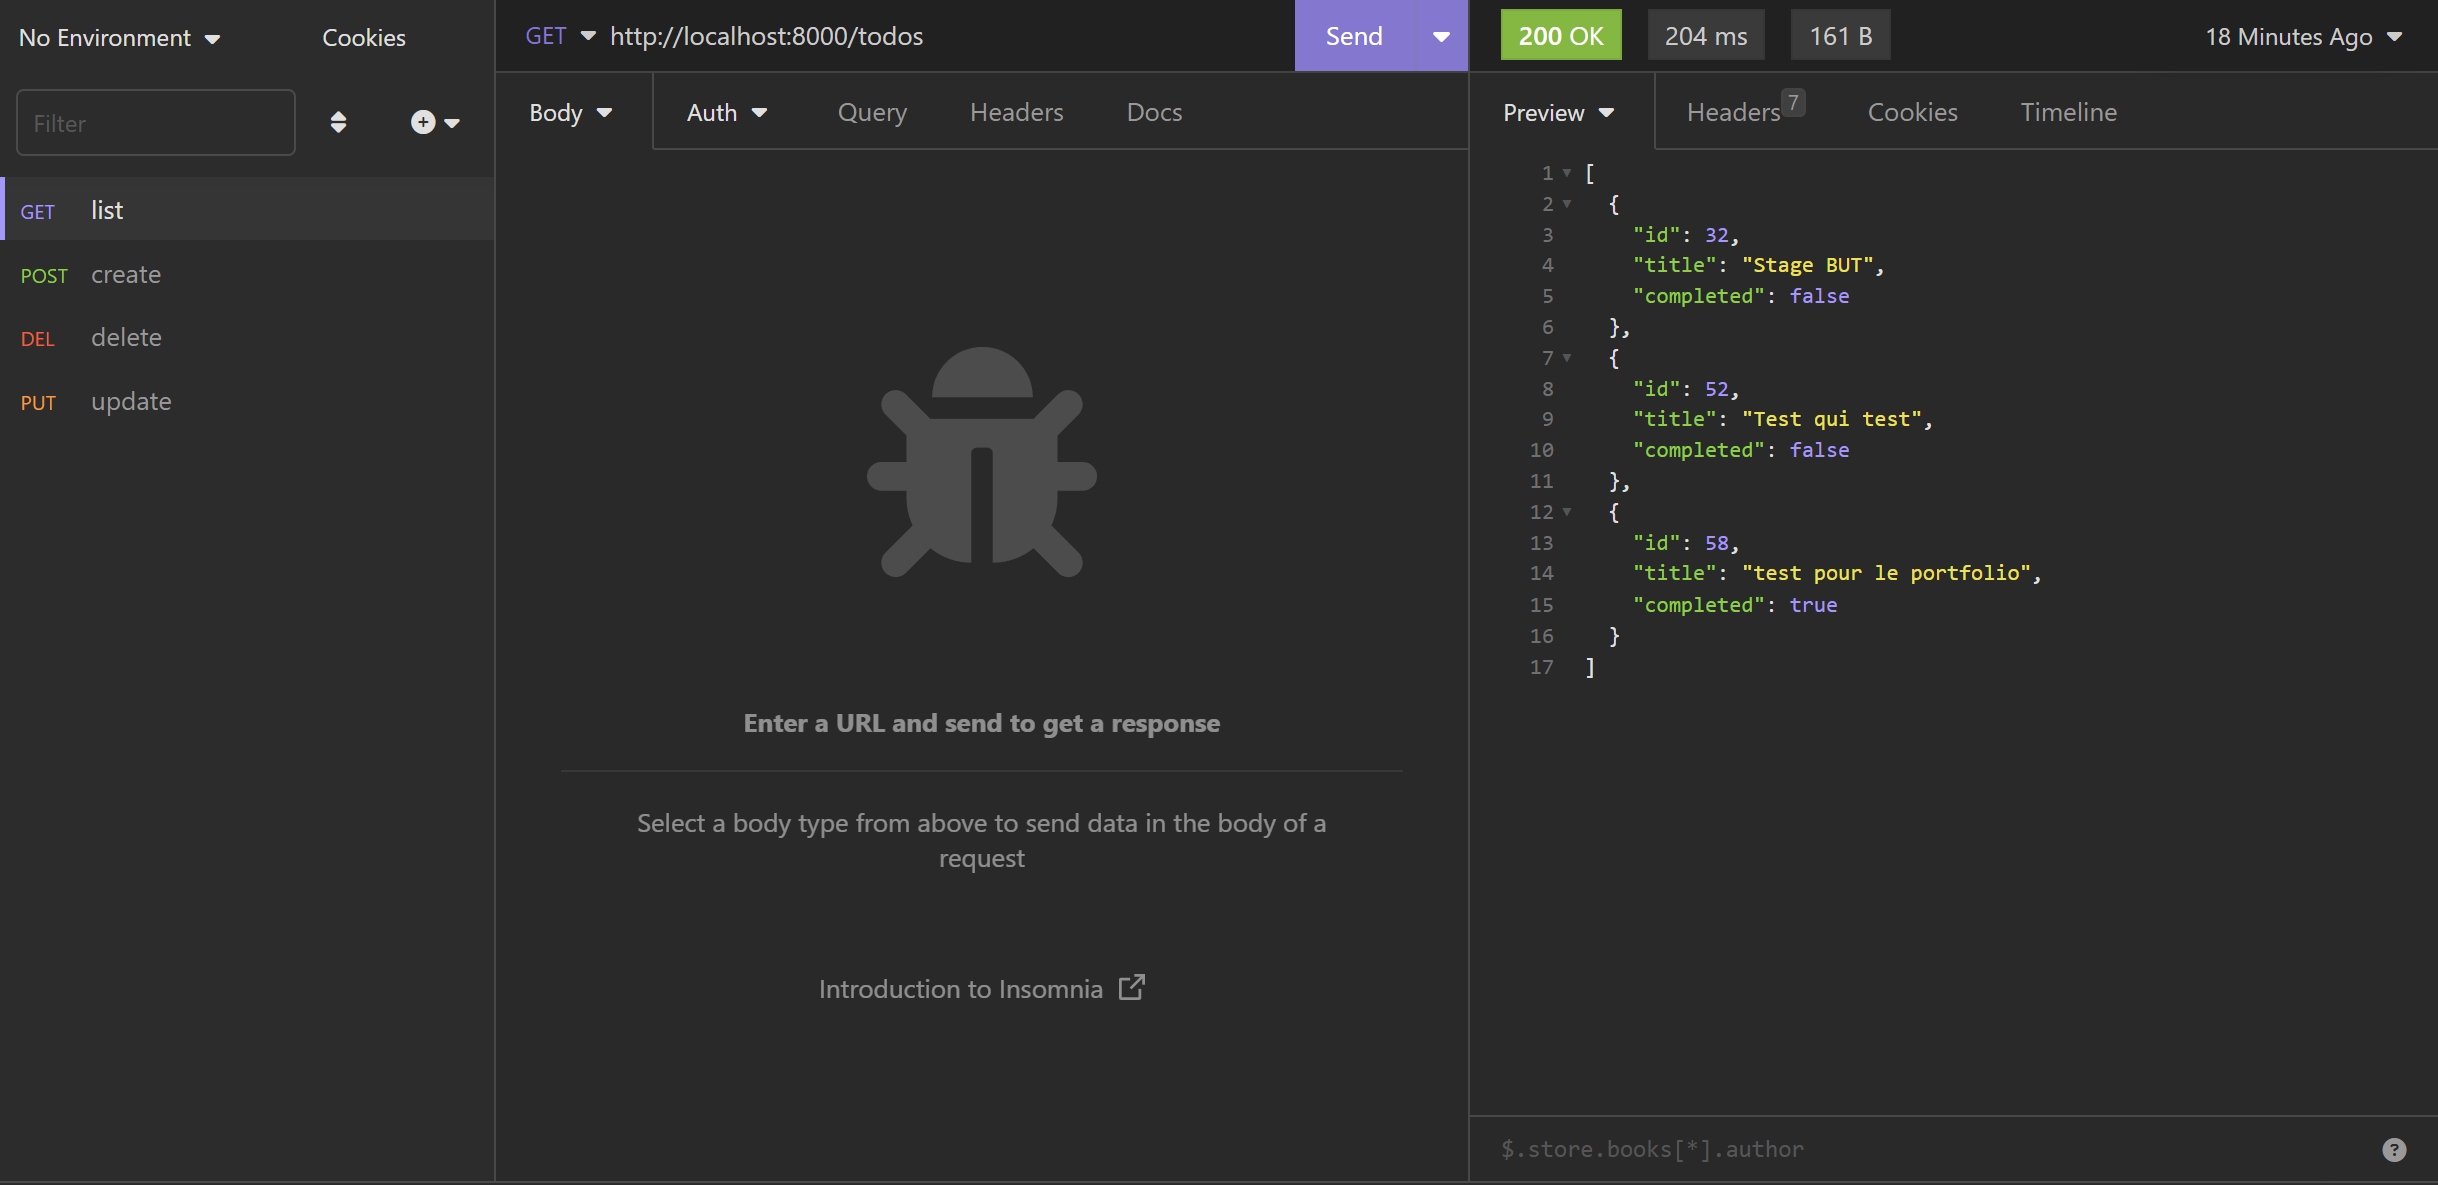 No Environment
Cookies
Filter
GET list
POST create
DEL delete
PUT update
GET http://localhost:8000/todos
Send
Body
Auth
Query
Headers
Docs
Enter a URL and send to get a response
Select a body type from above to send data in the body of a
request
Introduction to Insomnia
200 OK
204 ms
161 B
18 Minutes Ago
Preview
Headers 7
Cookies
Timeline
1 [
2 {
3 "id": 32,
4 "title": "Stage BUT",
5 "completed": false
6 },
7 {
8 "id": 52,
9 "title": "Test qui test",
10 "completed": false
11 },
12 {
13 "id": 58,
14 "title": "test pour le portfolio",
15 "completed": true
16 }
17 ]
$.store.books[*].author
?